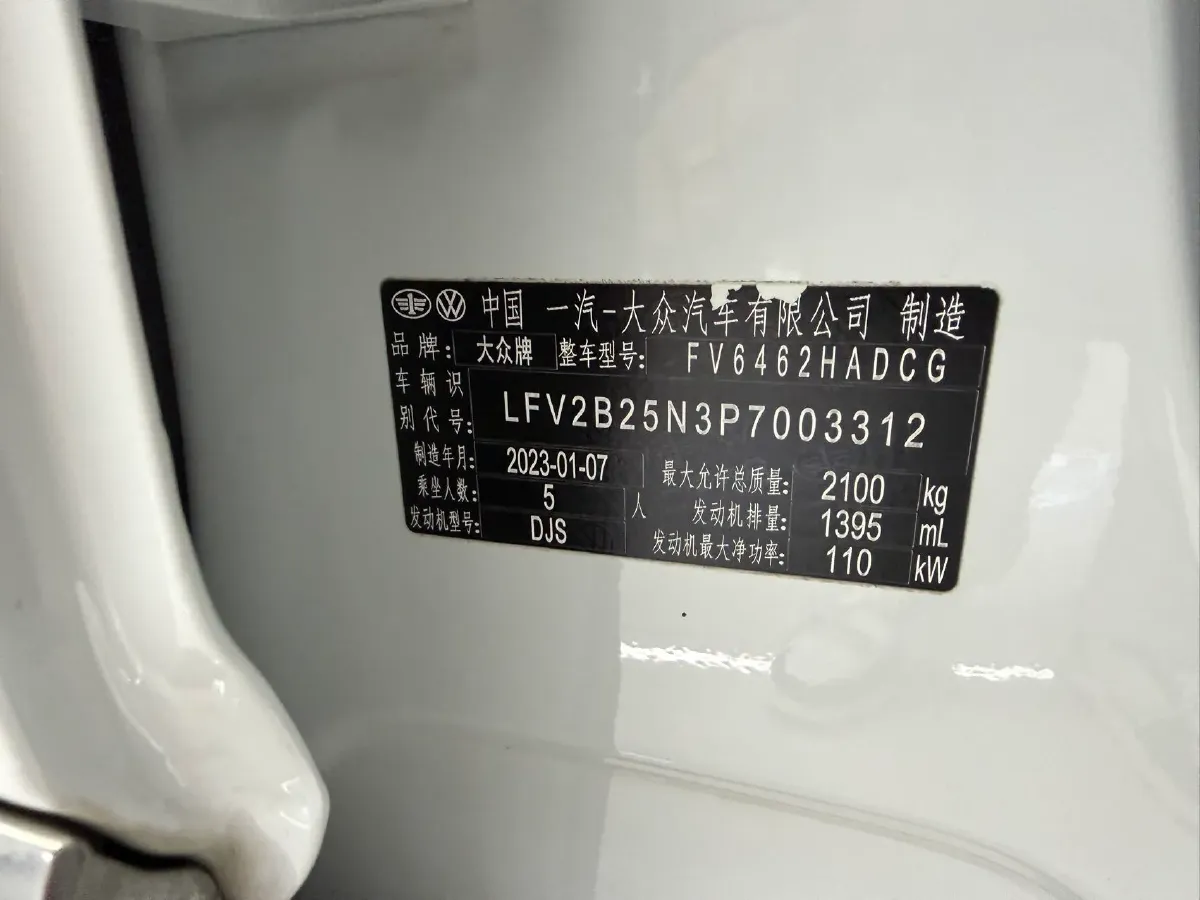 中国 一汽-大众汽车有限公司 制造
品牌: 大众牌 整车型号: FV6462HADCG
车辆识别代号: LFV2B25N3P7003312
制造年月: 2023-01-07 最大允许总质量: 2100 kg
乘坐人数: 5 人 发动机排量: 1395 mL
发动机型号: DJS 发动机最大净功率: 110 kW